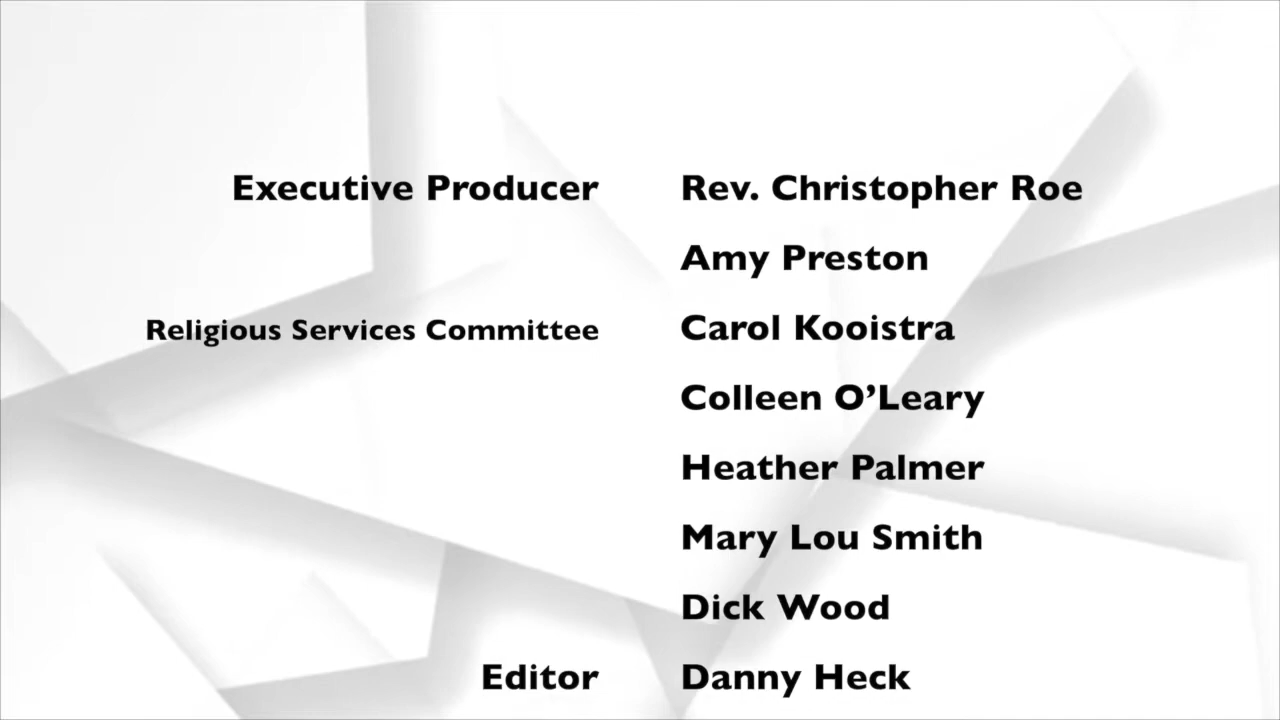 Executive Producer Rev. Christopher Roe
Amy Preston
Religious Services Committee Carol Kooistra
Colleen O’Leary
Heather Palmer
Mary Lou Smith
Dick Wood
Editor Danny Heck